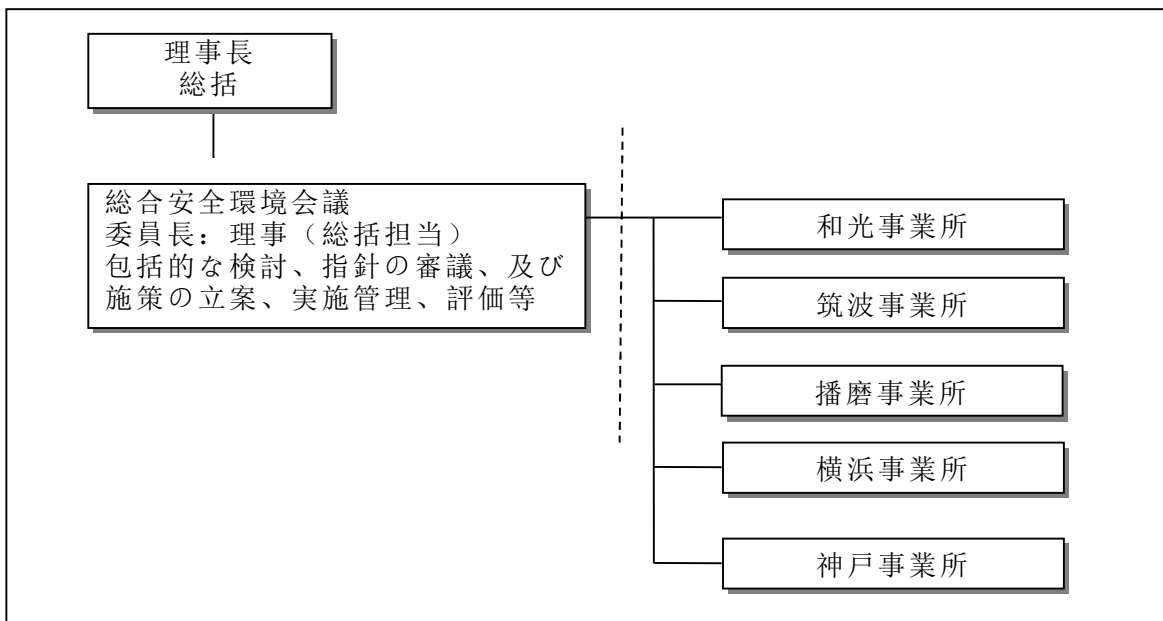 理事長
総括
総合安全環境会議
委員長：理事（総括担当）
包括的な検討、指針の審議、及び
施策の立案、実施管理、評価等
和光事業所
筑波事業所
播磨事業所
横浜事業所
神戸事業所